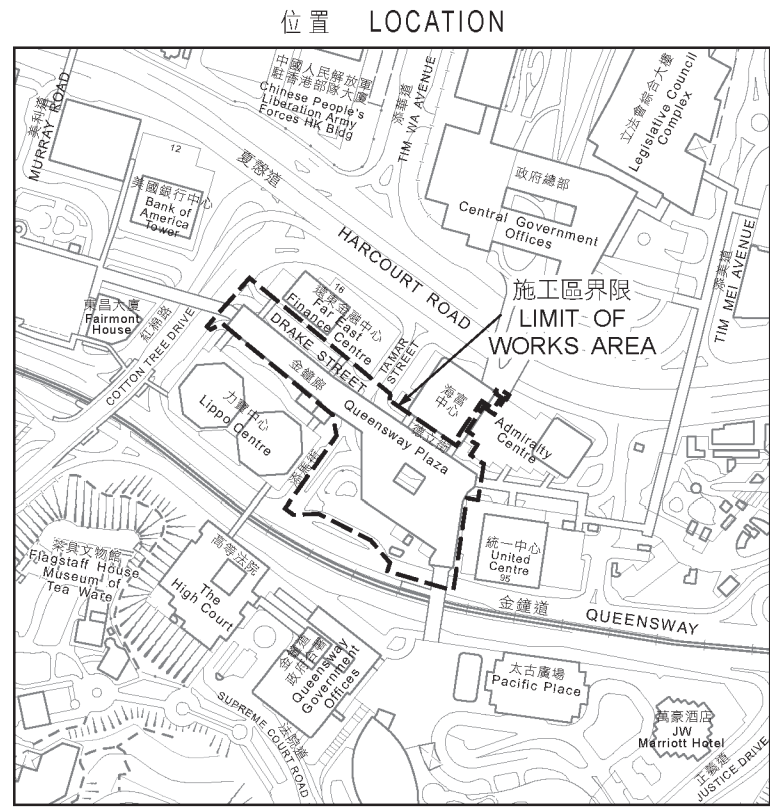 位置 LOCATION
中國人民解放軍
駐香港部隊大廈
Chinese People's
Liberation Army
Forces HK Bldg
添華道
TIM WA AVENUE
立法會綜合大樓
Legislative Council
Complex
美利道
MURRAY ROAD
12
夏慤道
HARCOURT ROAD
政府總部
Central Government
Offices
美國銀行中心
Bank of
America
Tower
添美道
TIM MEI AVENUE
東昌大廈
Fairmont
House
紅棉路
COTTON TREE DRIVE
16
遠東金融中心
Far East
Finance Centre
DRAKE STREET
TAMAR
STREET
施工區界限
LIMIT OF
WORKS AREA
金鐘廊
Queensway Plaza
力寶中心
Lippo Centre
海富
中心
Admiralty
Centre
德立街
茶具文物館
Flagstaff House
Museum of
Tea Ware
高等法院
The
High Court
統一中心
United
Centre
95
金鐘道
QUEENSWAY
金鐘道
政府合署
Queensway
Government
Offices
太古廣場
Pacific Place
萬豪酒店
JW
Marriott Hotel
法院道
SUPREME COURT ROAD
正義道
JUSTICE DRIVE